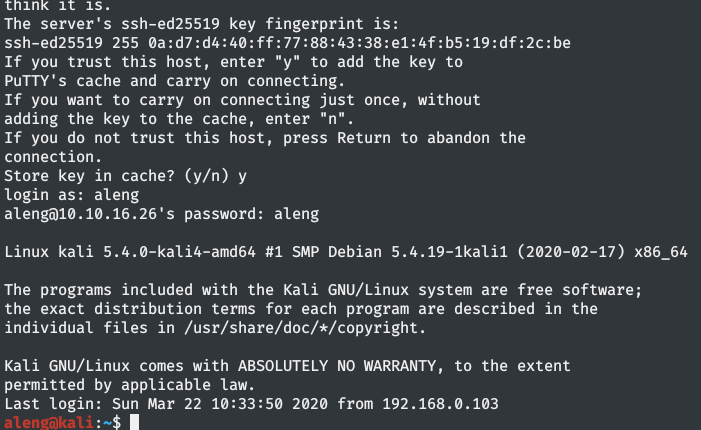 think it is.
The server's ssh-ed25519 key fingerprint is:
ssh-ed25519 255 0a:d7:d4:40:ff:77:88:43:38:e1:4f:b5:19:df:2c:be
If you trust this host, enter "y" to add the key to
PuTTY's cache and carry on connecting.
If you want to carry on connecting just once, without
adding the key to the cache, enter "n".
If you do not trust this host, press Return to abandon the
connection.
Store key in cache? (y/n) y
login as: aleng
aleng@10.10.16.26's password: aleng
Linux kali 5.4.0-kali4-amd64 #1 SMP Debian 5.4.19-1kali1 (2020-02-17) x86_64
The programs included with the Kali GNU/Linux system are free software;
the exact distribution terms for each program are described in the
individual files in /usr/share/doc/*/copyright.
Kali GNU/Linux comes with ABSOLUTELY NO WARRANTY, to the extent
permitted by applicable law.
Last login: Sun Mar 22 10:33:50 2020 from 192.168.0.103
aleng@kali:~$